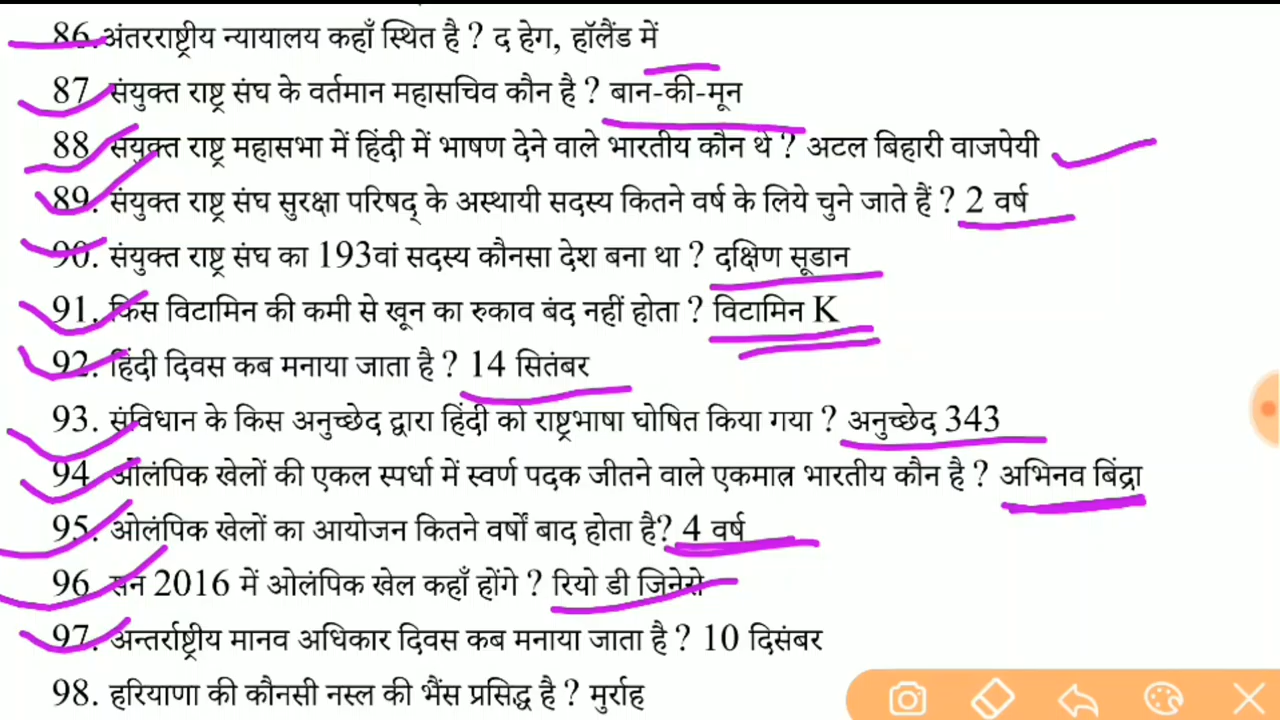 86.अंतरराष्ट्रीय न्यायालय कहाँ स्थित है ? द हेग, हॉलैंड में
87. संयुक्त राष्ट्र संघ के वर्तमान महासचिव कौन है ? बान-की-मून
88. संयुक्त राष्ट्र महासभा में हिंदी में भाषण देने वाले भारतीय कौन थे ? अटल बिहारी वाजपेयी
89. संयुक्त राष्ट्र संघ सुरक्षा परिषद् के अस्थायी सदस्य कितने वर्ष के लिये चुने जाते हैं ? 2 वर्ष
90. संयुक्त राष्ट्र संघ का 193वां सदस्य कौनसा देश बना था ? दक्षिण सूडान
91. किस विटामिन की कमी से खून का रुकाव बंद नहीं होता ? विटामिन K
92. हिंदी दिवस कब मनाया जाता है ? 14 सितंबर
93. संविधान के किस अनुच्छेद द्वारा हिंदी को राष्ट्रभाषा घोषित किया गया ? अनुच्छेद 343
94. ओलंपिक खेलों की एकल स्पर्धा में स्वर्ण पदक जीतने वाले एकमात्र भारतीय कौन है ? अभिनव बिंद्रा
95. ओलंपिक खेलों का आयोजन कितने वर्षों बाद होता है? 4 वर्ष
96. सन 2016 में ओलंपिक खेल कहाँ होंगे ? रियो डी जिनेरो
97. अन्तर्राष्ट्रीय मानव अधिकार दिवस कब मनाया जाता है ? 10 दिसंबर
98. हरियाणा की कौनसी नस्ल की भैंस प्रसिद्ध है ? मुर्राह